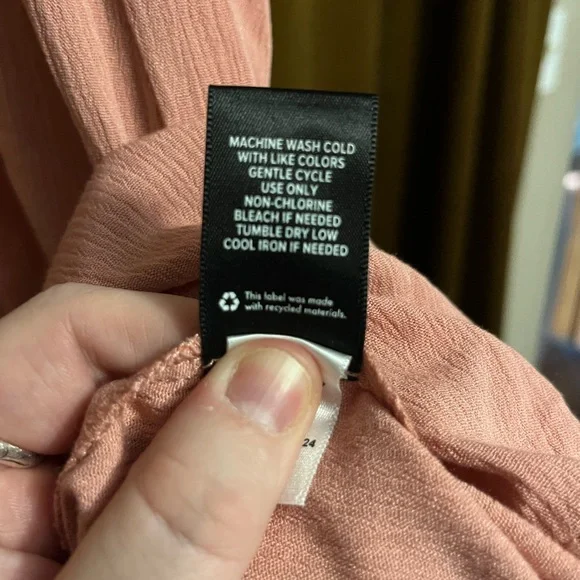 MACHINE WASH COLD
WITH LIKE COLORS
GENTLE CYCLE
USE ONLY
NON-CHLORINE
BLEACH IF NEEDED
TUMBLE DRY LOW
COOL IRON IF NEEDED
This label was made
with recycled materials.
24